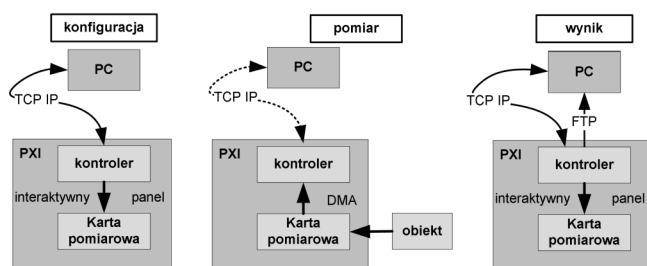 konfiguracja
PC
TCP IP
PXI
kontroler
interaktywny panel
Karta
pomiarowa
pomiar
PC
TCP IP
PXI
kontroler
DMA
Karta
pomiarowa
obiekt
wynik
PC
TCP IP
FTP
PXI
kontroler
interaktywny panel
Karta
pomiarowa